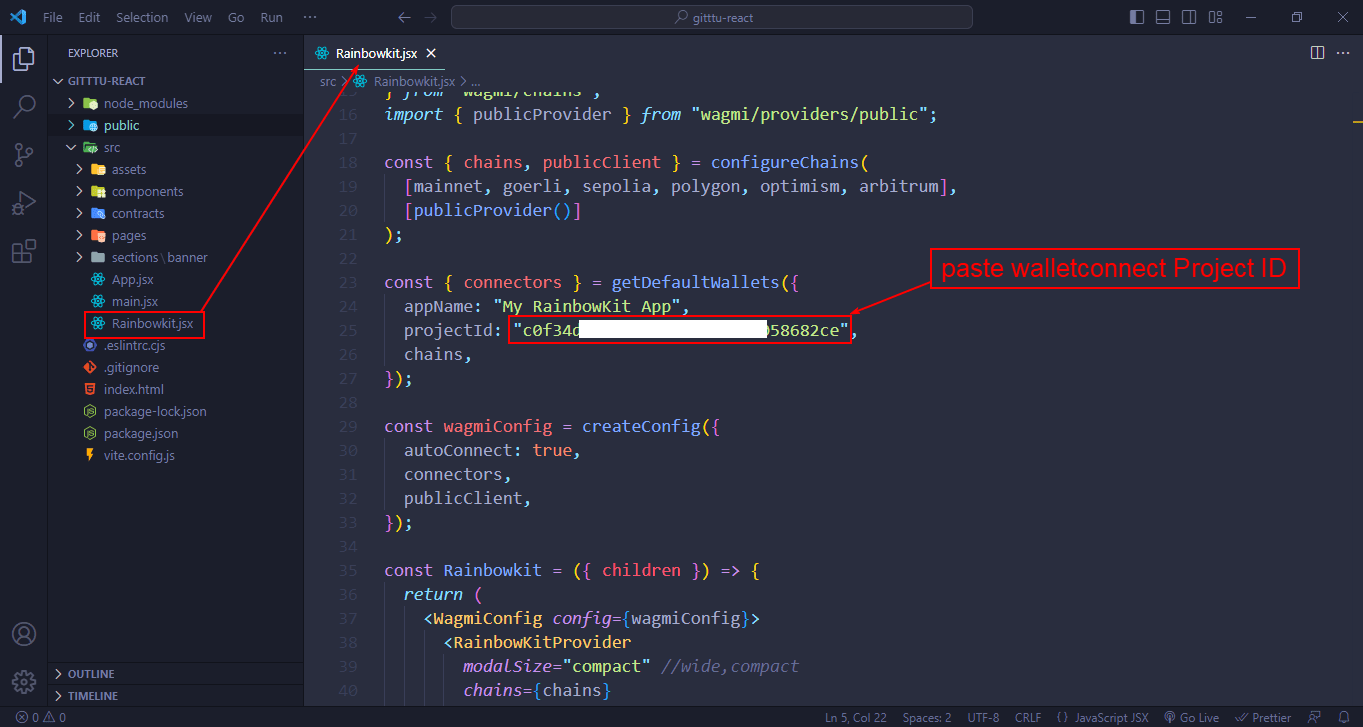 File Edit Selection View Go Run ··· gitttu-react
EXPLORER ···
GITTTU-REACT
node_modules
public
src
assets
components
contracts
pages
sections\banner
App.jsx
main.jsx
Rainbowkit.jsx
.eslintrc.cjs
.gitignore
index.html
package-lock.json
package.json
vite.config.js
OUTLINE
TIMELINE
Rainbowkit.jsx
src > Rainbowkit.jsx > ...
15 } from "wagmi/chains";
16 import { publicProvider } from "wagmi/providers/public";
17
18 const { chains, publicClient } = configureChains(
19 [mainnet, goerli, sepolia, polygon, optimism, arbitrum],
20 [publicProvider()]
21 );
22
23 const { connectors } = getDefaultWallets({
24 appName: "My RainbowKit App",
25 projectId: "c0f34d 58682ce",
26 chains,
27 });
28
29 const wagmiConfig = createConfig({
30 autoConnect: true,
31 connectors,
32 publicClient,
33 });
34
35 const Rainbowkit = ({ children }) => {
36 return (
37 <WagmiConfig config={wagmiConfig}>
38 <RainbowKitProvider
39 modalSize="compact" //wide,compact
40 chains={chains}
paste walletconnect Project ID
0 0 Ln 5, Col 22 Spaces: 2 UTF-8 CRLF {} JavaScript JSX Go Live Prettier